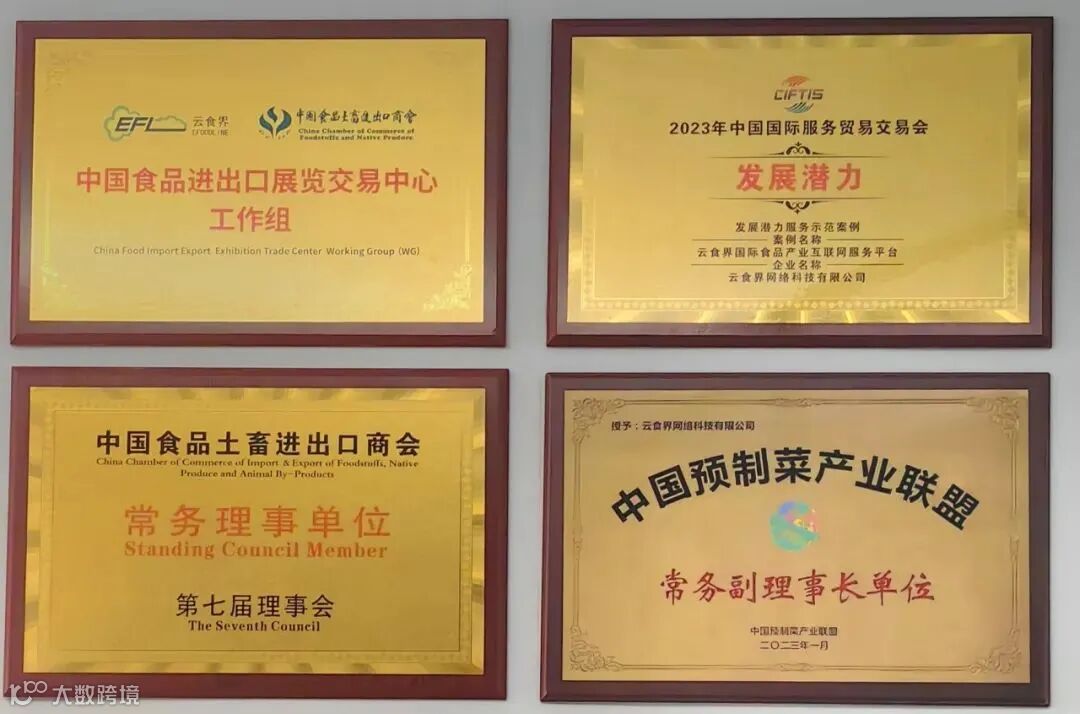 EFL 云食界
EFOODLINE
中国食品土畜进出口商会
China Chamber of Commerce of
Foodstuffs and Native Produce
中国食品进出口展览交易中心
工作组
China Food Import Export Exhibition Trade Center Working Group (WG)
CIFTIS
2023年中国国际服务贸易交易会
发展潜力
发展潜力服务示范案例
案例名称
云食界国际食品产业互联网服务平台
企业名称
云食界网络科技有限公司
中国食品土畜进出口商会
China Chamber of Commerce of Import & Export of Foodstuffs, Native
Produce and Animal By-Products
常务理事单位
Standing Council Member
第七届理事会
The Seventh Council
授予：云食界网络科技有限公司
中国预制菜产业联盟
常务副理事长单位
中国预制菜产业联盟
二〇二三年一月
大数跨境